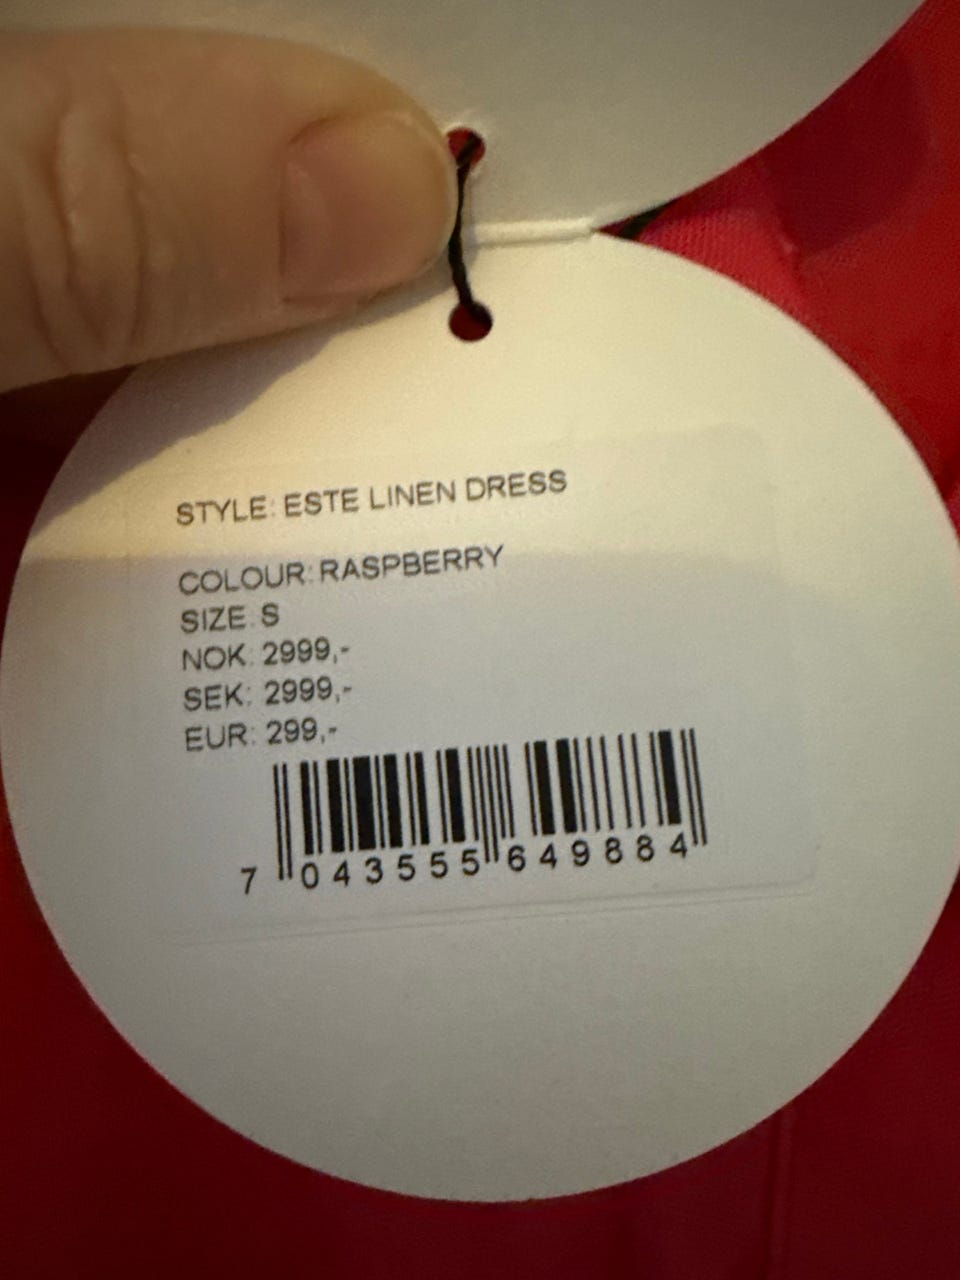 STYLE: ESTE LINEN DRESS
COLOUR: RASPBERRY
SIZE: S
NOK: 2999,-
SEK: 2999,-
EUR: 299,-
7 043555 649884